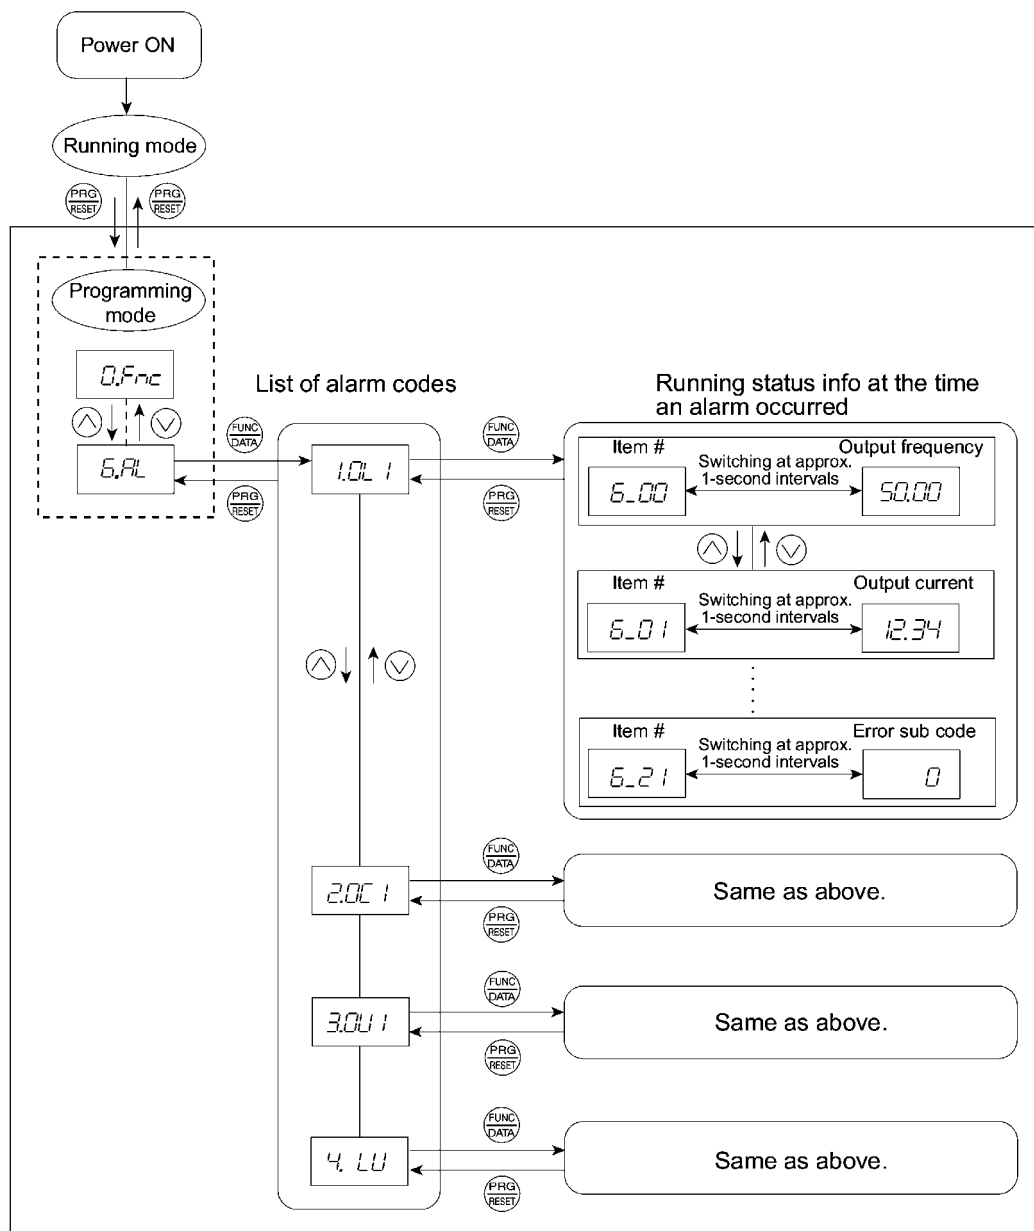 Power ON
Running mode
PRG
RESET
PRG
RESET
Programming
mode
0.Fnc
6.AL
FUNC
DATA
PRG
RESET
List of alarm codes
1.0L1
FUNC
DATA
PRG
RESET
Running status info at the time
an alarm occurred
Item #
Switching at approx.
1-second intervals
Output frequency
6_00
50.00
Item #
Switching at approx.
1-second intervals
Output current
6_01
12.34
Item #
Switching at approx.
1-second intervals
Error sub code
6_21
0
2.0C1
FUNC
DATA
PRG
RESET
Same as above.
3.0U1
FUNC
DATA
PRG
RESET
Same as above.
4. LU
FUNC
DATA
PRG
RESET
Same as above.